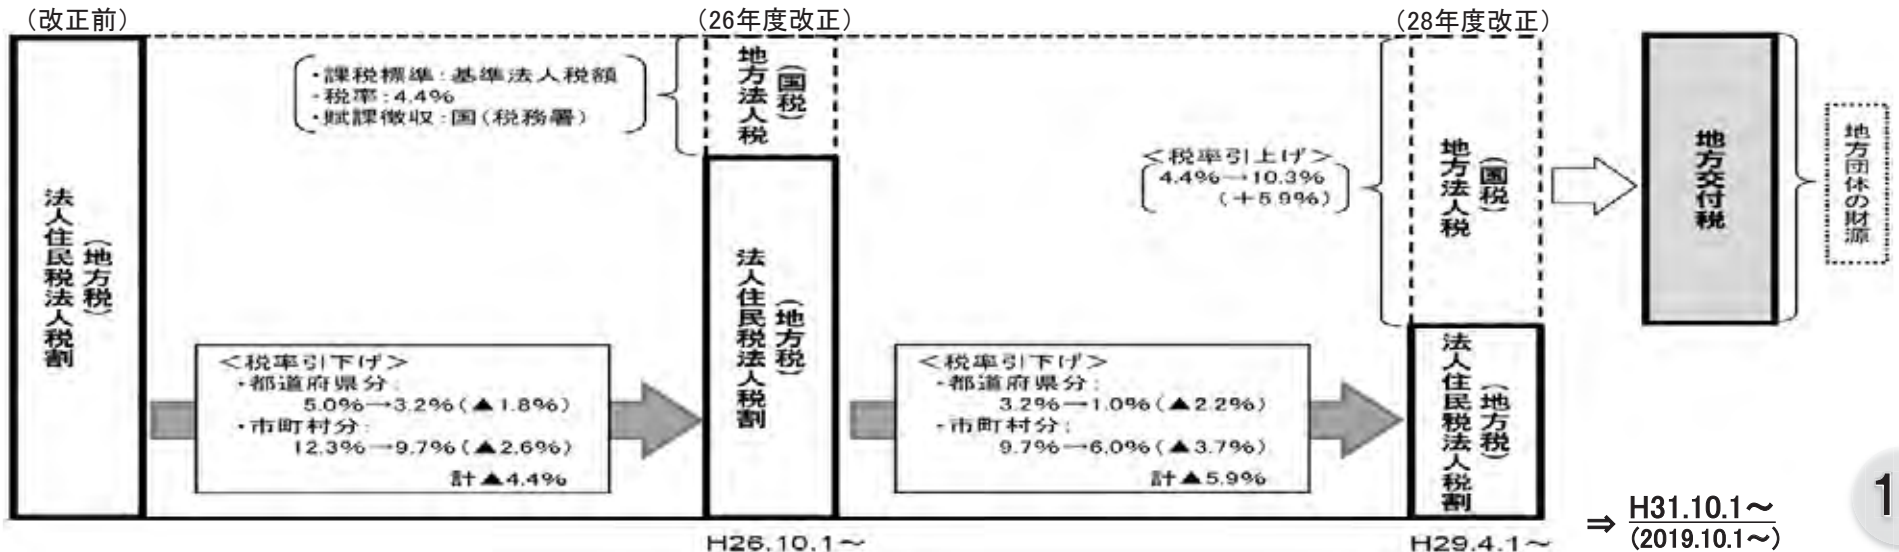 （改正前）
法人住民税法人税割
（地方税）
・課税標準：基準法人税額
・税率：4.4%
・賦課徴収：国（税務署）
＜税率引下げ＞
・都道府県分：
5.0%→3.2%（▲1.8%）
・市町村分：
12.3%→9.7%（▲2.6%）
計▲4.4%
（26年度改正）
地方法人税
（国税）
法人住民税法人税割
（地方税）
H26.10.1～
＜税率引上げ＞
4.4%→10.3%
（＋5.9%）
＜税率引下げ＞
・都道府県分：
3.2%→1.0%（▲2.2%）
・市町村分：
9.7%→6.0%（▲3.7%）
計▲5.9%
（28年度改正）
地方法人税
（国税）
法人住民税法人税割
（地方税）
H29.4.1～
⇒ H31.10.1～
（2019.10.1～）
地方交付税
地方団体の財源
1